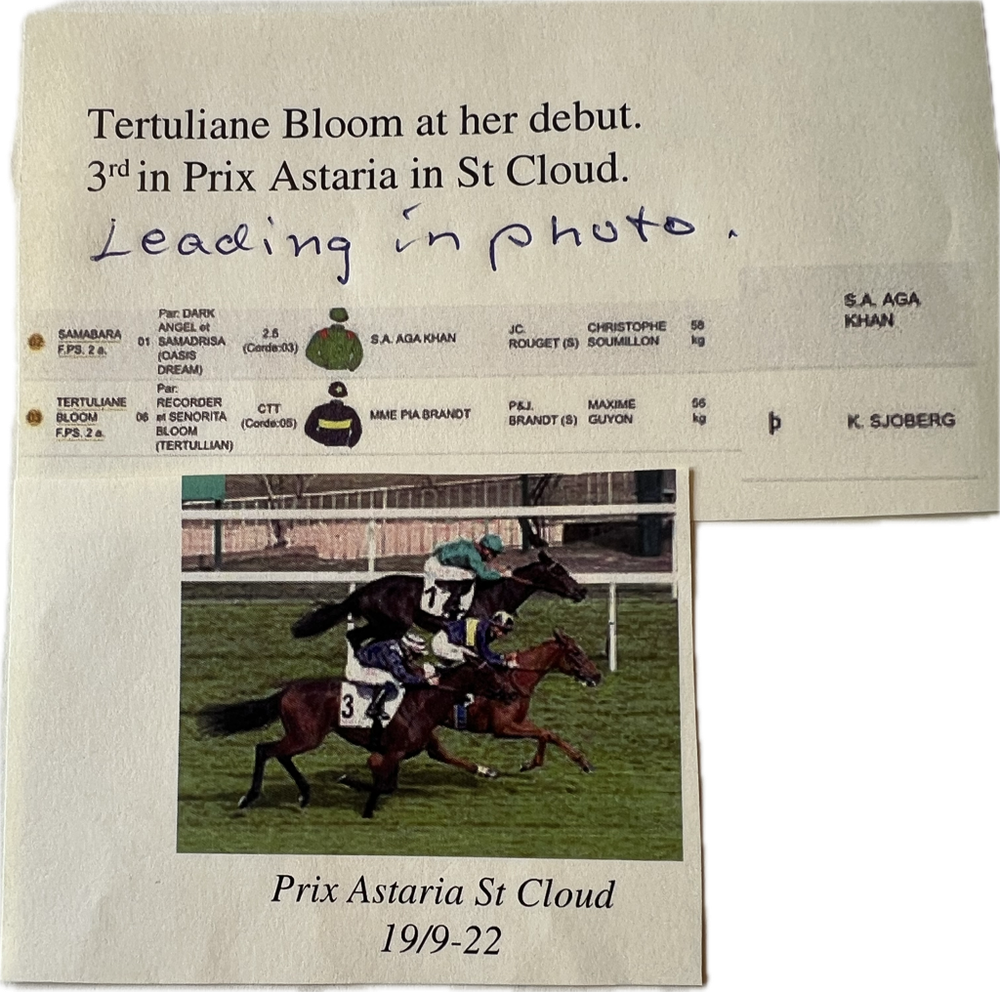 Tertuliane Bloom at her debut.
3rd in Prix Astaria in St Cloud.
Leading in photo.
02 SAMABARA F.PS. 2 a. 01 Par: DARK ANGEL et SAMADRISA (OASIS DREAM) 2.5 (Corde:03) S.A. AGA KHAN JC. ROUGET (S) CHRISTOPHE SOUMILLON 58 kg S.A. AGA KHAN
03 TERTULIANE BLOOM F.PS. 2 a. 06 Par: RECORDER et SENORITA BLOOM (TERTULLIAN) CTT (Corde:05) MME PIA BRANDT P&J. BRANDT (S) MAXIME GUYON 56 kg þ K. SJOBERG
1
3
Prix Astaria St Cloud
19/9-22